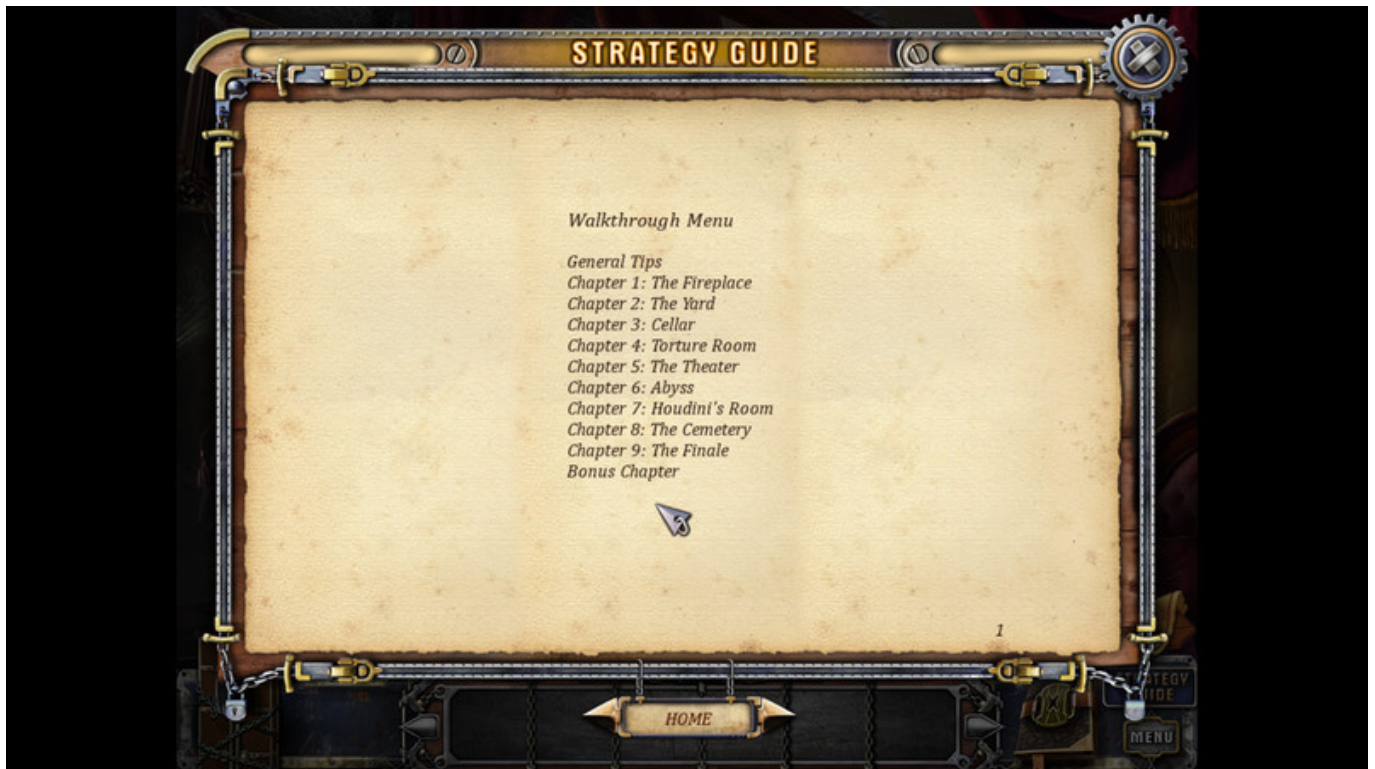 STRATEGY GUIDE
Walkthrough Menu
General Tips
Chapter 1: The Fireplace
Chapter 2: The Yard
Chapter 3: Cellar
Chapter 4: Torture Room
Chapter 5: The Theater
Chapter 6: Abyss
Chapter 7: Houdini's Room
Chapter 8: The Cemetery
Chapter 9: The Finale
Bonus Chapter
1
STRATEGY
GUIDE
HOME
MENU